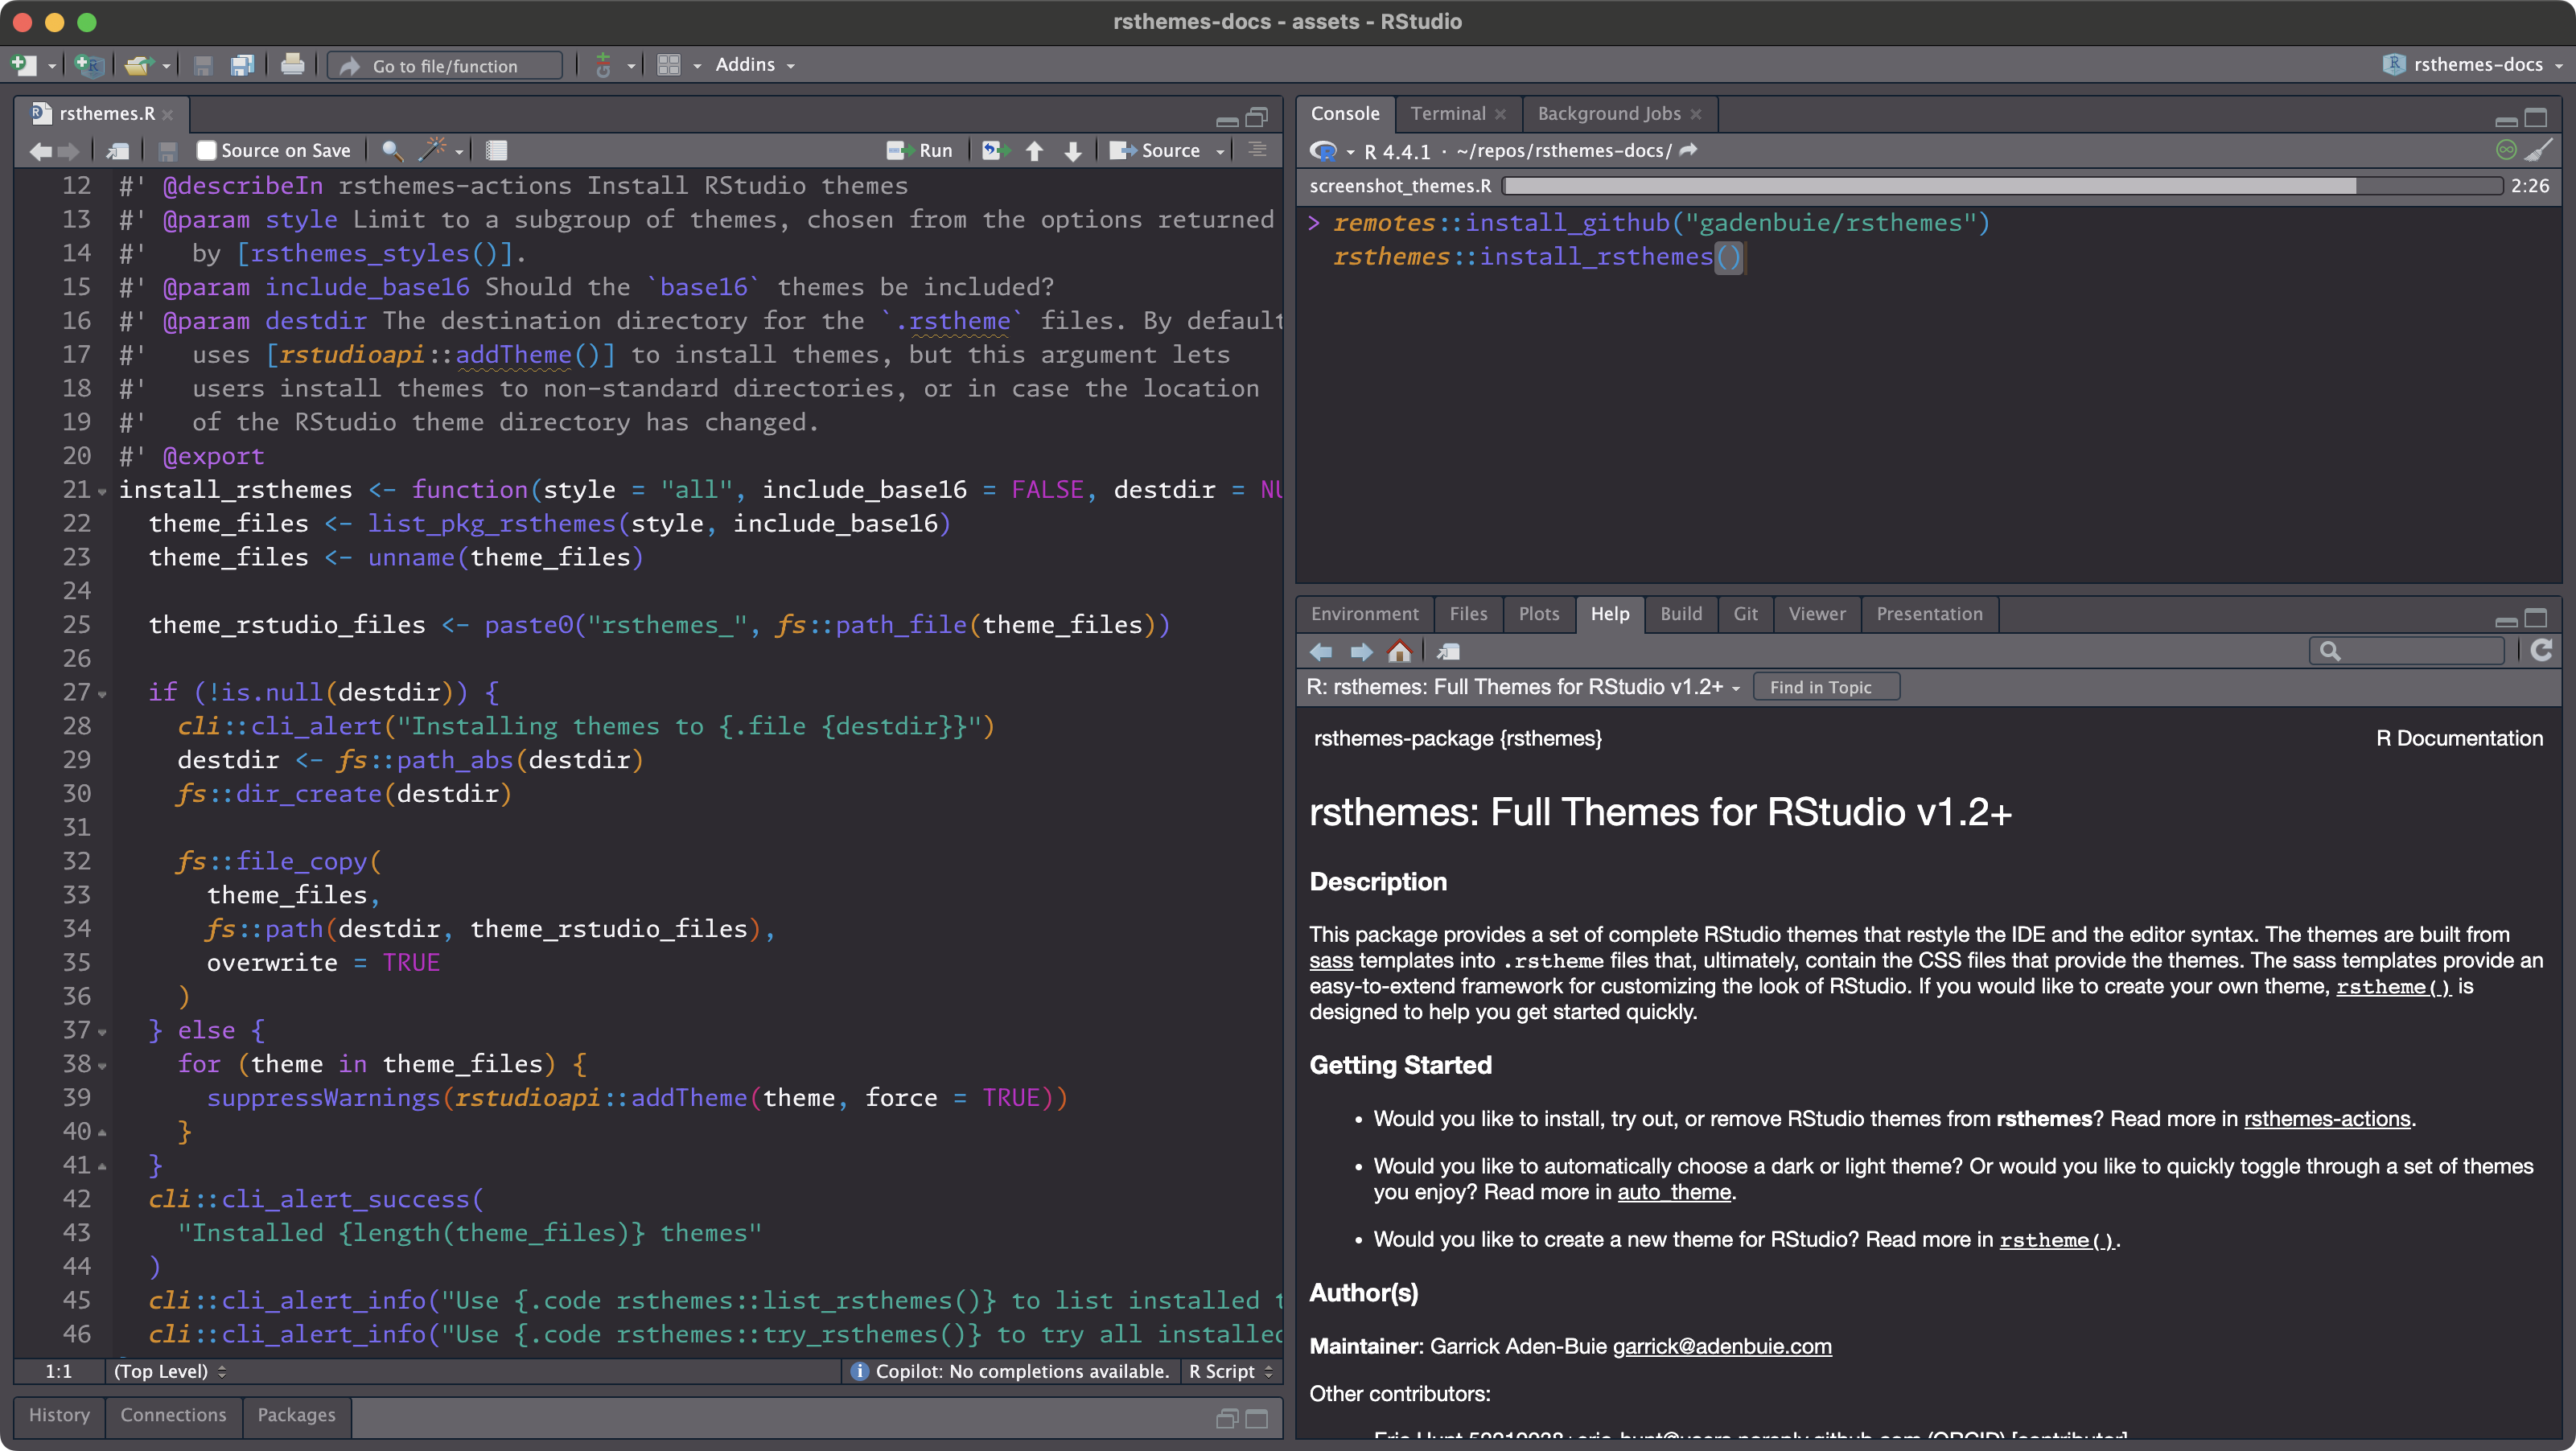 rsthemes-docs - assets - RStudio
Go to file/function
Addins
rsthemes-docs
rsthemes.R
Source on Save
Run
Source
12 #' @describeIn rsthemes-actions Install RStudio themes
13 #' @param style Limit to a subgroup of themes, chosen from the options returned
14 #'   by [rsthemes_styles()].
15 #' @param include_base16 Should the `base16` themes be included?
16 #' @param destdir The destination directory for the `.rstheme` files. By default
17 #'   uses [rstudioapi::addTheme()] to install themes, but this argument lets
18 #'   users install themes to non-standard directories, or in case the location
19 #'   of the RStudio theme directory has changed.
20 #' @export
21 install_rsthemes <- function(style = "all", include_base16 = FALSE, destdir = NU
22   theme_files <- list_pkg_rsthemes(style, include_base16)
23   theme_files <- unname(theme_files)
24
25   theme_rstudio_files <- paste0("rsthemes_", fs::path_file(theme_files))
26
27   if (!is.null(destdir)) {
28     cli::cli_alert("Installing themes to {.file {destdir}}")
29     destdir <- fs::path_abs(destdir)
30     fs::dir_create(destdir)
31
32     fs::file_copy(
33       theme_files,
34       fs::path(destdir, theme_rstudio_files),
35       overwrite = TRUE
36     )
37   } else {
38     for (theme in theme_files) {
39       suppressWarnings(rstudioapi::addTheme(theme, force = TRUE))
40     }
41   }
42   cli::cli_alert_success(
43     "Installed {length(theme_files)} themes"
44   )
45   cli::cli_alert_info("Use {.code rsthemes::list_rsthemes()} to list installed t
46   cli::cli_alert_info("Use {.code rsthemes::try_rsthemes()} to try all installed
1:1 (Top Level)
Copilot: No completions available.
R Script
History Connections Packages
Console Terminal Background Jobs
R 4.4.1 · ~/repos/rsthemes-docs/
screenshot_themes.R 2:26
> remotes::install_github("gadenbuie/rsthemes")
rsthemes::install_rsthemes()
Environment Files Plots Help Build Git Viewer Presentation
R: rsthemes: Full Themes for RStudio v1.2+
Find in Topic
rsthemes-package {rsthemes} R Documentation
rsthemes: Full Themes for RStudio v1.2+
Description
This package provides a set of complete RStudio themes that restyle the IDE and the editor syntax. The themes are built from
sass templates into .rstheme files that, ultimately, contain the CSS files that provide the themes. The sass templates provide an
easy-to-extend framework for customizing the look of RStudio. If you would like to create your own theme, rstheme() is
designed to help you get started quickly.
Getting Started
• Would you like to install, try out, or remove RStudio themes from rsthemes? Read more in rsthemes-actions.
• Would you like to automatically choose a dark or light theme? Or would you like to quickly toggle through a set of themes
you enjoy? Read more in auto_theme.
• Would you like to create a new theme for RStudio? Read more in rstheme().
Author(s)
Maintainer: Garrick Aden-Buie garrick@adenbuie.com
Other contributors: